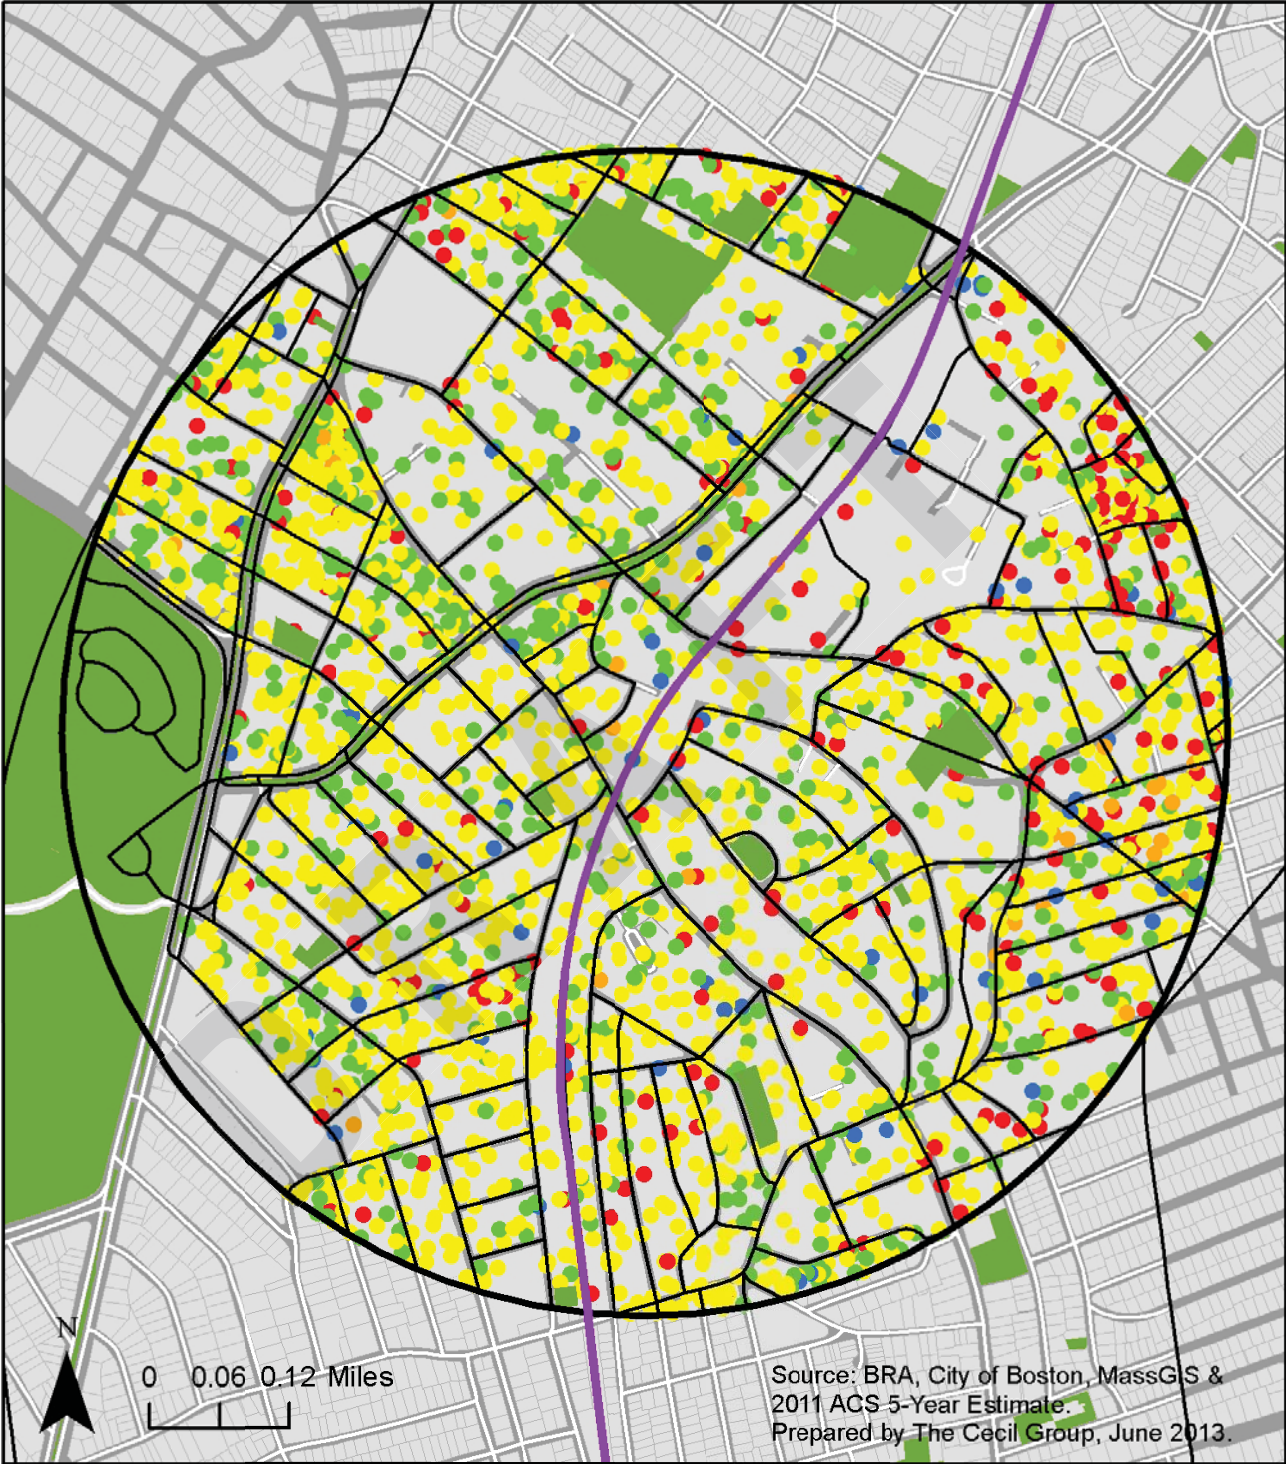 N
0 0.06 0.12 Miles
Source: BRA, City of Boston, MassGIS &
2011 ACS 5-Year Estimate.
Prepared by The Cecil Group, June 2013.